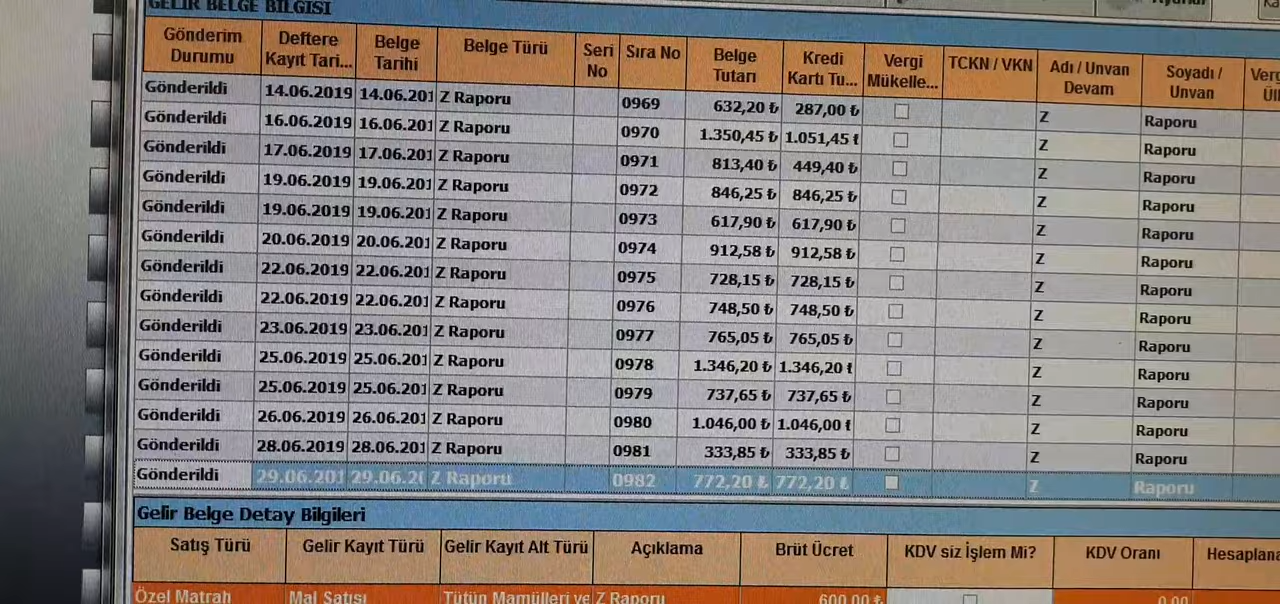 GELİR BELGE BİLGİSİ
Gönderim Durumu Deftere Kayıt Tari... Belge Tarihi Belge Türü Seri No Sıra No Belge Tutarı Kredi Kartı Tu... Vergi Mükelle... TCKN / VKN Adı / Unvan Devam Soyadı / Unvan
Gönderildi 14.06.2019 14.06.201 Z Raporu 0969 632,20 ₺ 287,00 ₺ Z Raporu
Gönderildi 16.06.2019 16.06.201 Z Raporu 0970 1.350,45 ₺ 1.051,45 ₺ Z Raporu
Gönderildi 17.06.2019 17.06.201 Z Raporu 0971 813,40 ₺ 449,40 ₺ Z Raporu
Gönderildi 19.06.2019 19.06.201 Z Raporu 0972 846,25 ₺ 846,25 ₺ Z Raporu
Gönderildi 19.06.2019 19.06.201 Z Raporu 0973 617,90 ₺ 617,90 ₺ Z Raporu
Gönderildi 20.06.2019 20.06.201 Z Raporu 0974 912,58 ₺ 912,58 ₺ Z Raporu
Gönderildi 22.06.2019 22.06.201 Z Raporu 0975 728,15 ₺ 728,15 ₺ Z Raporu
Gönderildi 22.06.2019 22.06.201 Z Raporu 0976 748,50 ₺ 748,50 ₺ Z Raporu
Gönderildi 23.06.2019 23.06.201 Z Raporu 0977 765,05 ₺ 765,05 ₺ Z Raporu
Gönderildi 25.06.2019 25.06.201 Z Raporu 0978 1.346,20 ₺ 1.346,20 ₺ Z Raporu
Gönderildi 25.06.2019 25.06.201 Z Raporu 0979 737,65 ₺ 737,65 ₺ Z Raporu
Gönderildi 26.06.2019 26.06.201 Z Raporu 0980 1.046,00 ₺ 1.046,00 ₺ Z Raporu
Gönderildi 28.06.2019 28.06.201 Z Raporu 0981 333,85 ₺ 333,85 ₺ Z Raporu
Gönderildi 29.06.201 29.06.20 Z Raporu 0982 772,20 ₺ 772,20 ₺ Z Raporu
Gelir Belge Detay Bilgileri
Satış Türü Gelir Kayıt Türü Gelir Kayıt Alt Türü Açıklama Brüt Ücret KDV siz İşlem Mi? KDV Oranı Hesaplana
Özel Matrah Mal Satışı Tütün Mamülleri ve Z Raporu 600,00 ₺ 0,00